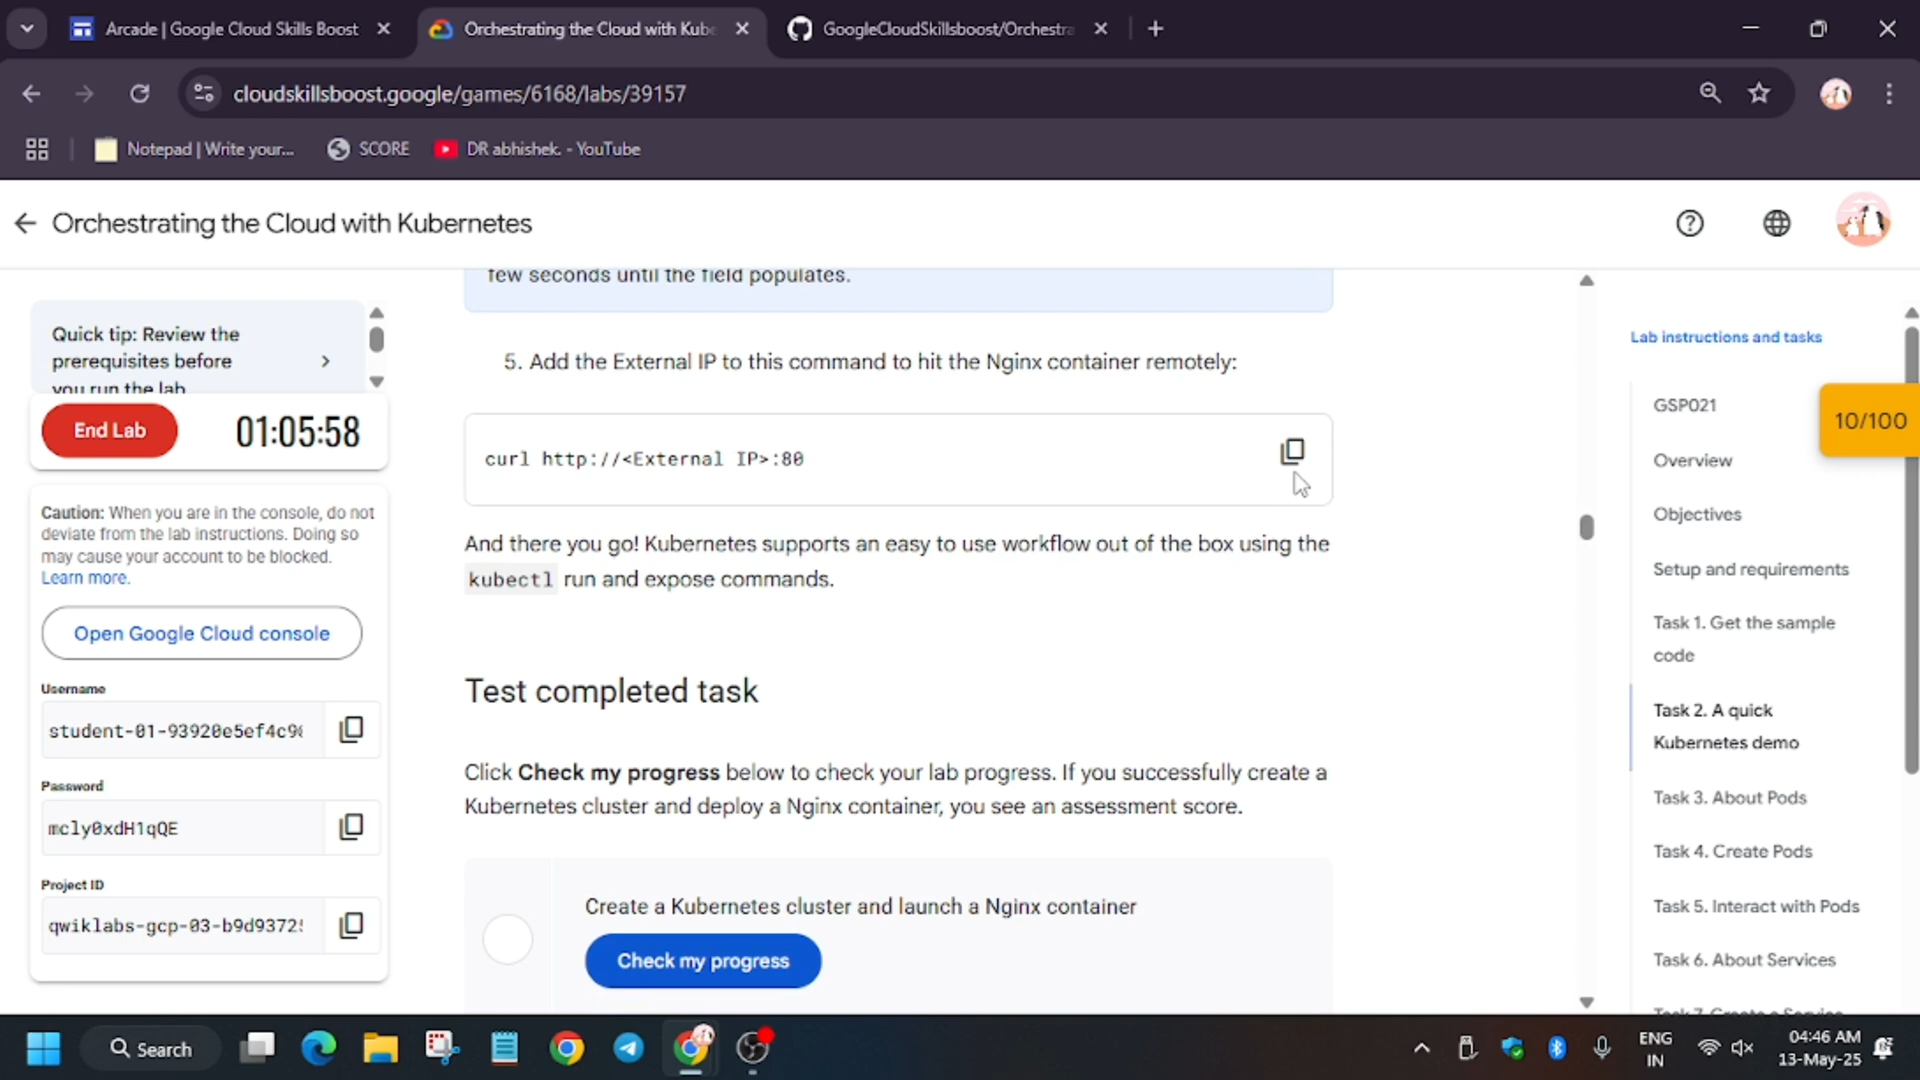 Arcade | Google Cloud Skills Boost
Orchestrating the Cloud with Kube
GoogleCloudSkillsboost/Orchestra
cloudskillsboost.google/games/6168/labs/39157
Notepad | Write your...
SCORE
DR abhishek. - YouTube
Orchestrating the Cloud with Kubernetes
few seconds until the field populates.
Quick tip: Review the
prerequisites before
you run the lab
End Lab
01:05:58
5. Add the External IP to this command to hit the Nginx container remotely:
curl http://<External IP>:80
And there you go! Kubernetes supports an easy to use workflow out of the box using the
kubectl run and expose commands.
Caution: When you are in the console, do not
deviate from the lab instructions. Doing so
may cause your account to be blocked.
Learn more.
Open Google Cloud console
Username
student-01-93920e5ef4c9
Password
mcly0xdH1qQE
Project ID
qwiklabs-gcp-03-b9d9372
Test completed task
Click Check my progress below to check your lab progress. If you successfully create a
Kubernetes cluster and deploy a Nginx container, you see an assessment score.
Create a Kubernetes cluster and launch a Nginx container
Check my progress
Lab instructions and tasks
GSP021
10/100
Overview
Objectives
Setup and requirements
Task 1. Get the sample
code
Task 2. A quick
Kubernetes demo
Task 3. About Pods
Task 4. Create Pods
Task 5. Interact with Pods
Task 6. About Services
Task 7. Create a Service
Search
ENG
IN
04:46 AM
13-May-25